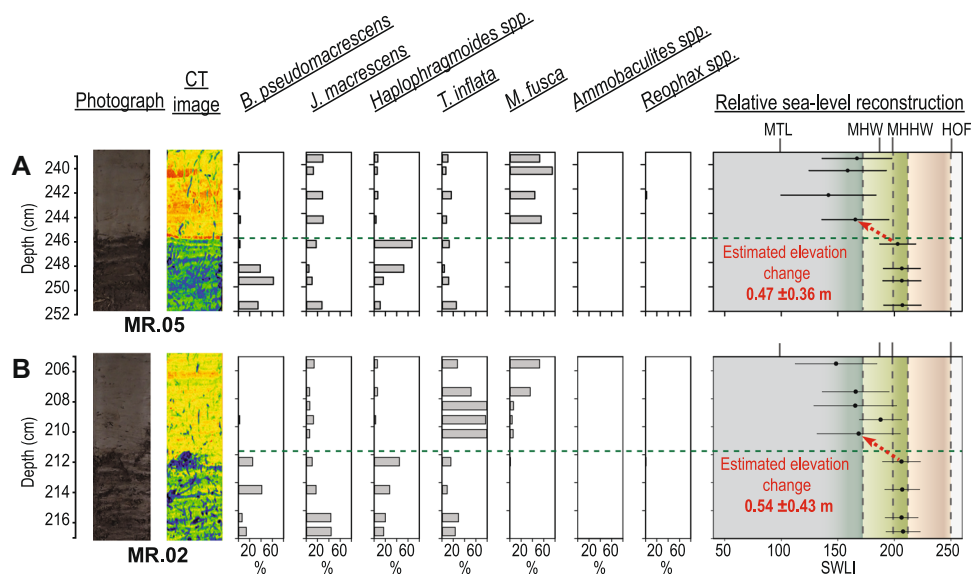 Photograph
CT
image
B. pseudomacrescens
J. macrescens
Haplophragmoides spp.
T. inflata
M. fusca
Ammobaculites spp.
Reophax spp.
Relative sea-level reconstruction
MTL MHW MHHW HOF
A
Depth (cm)
240
242
244
246
248
250
252
MR.05
Estimated elevation
change
0.47 ±0.36 m
B
Depth (cm)
206
208
210
212
214
216
MR.02
Estimated elevation
change
0.54 ±0.43 m
20 60 20 60 20 60 20 60 20 60 20 60 20 60 50 100 150 200 250
% % % % % % % SWLI